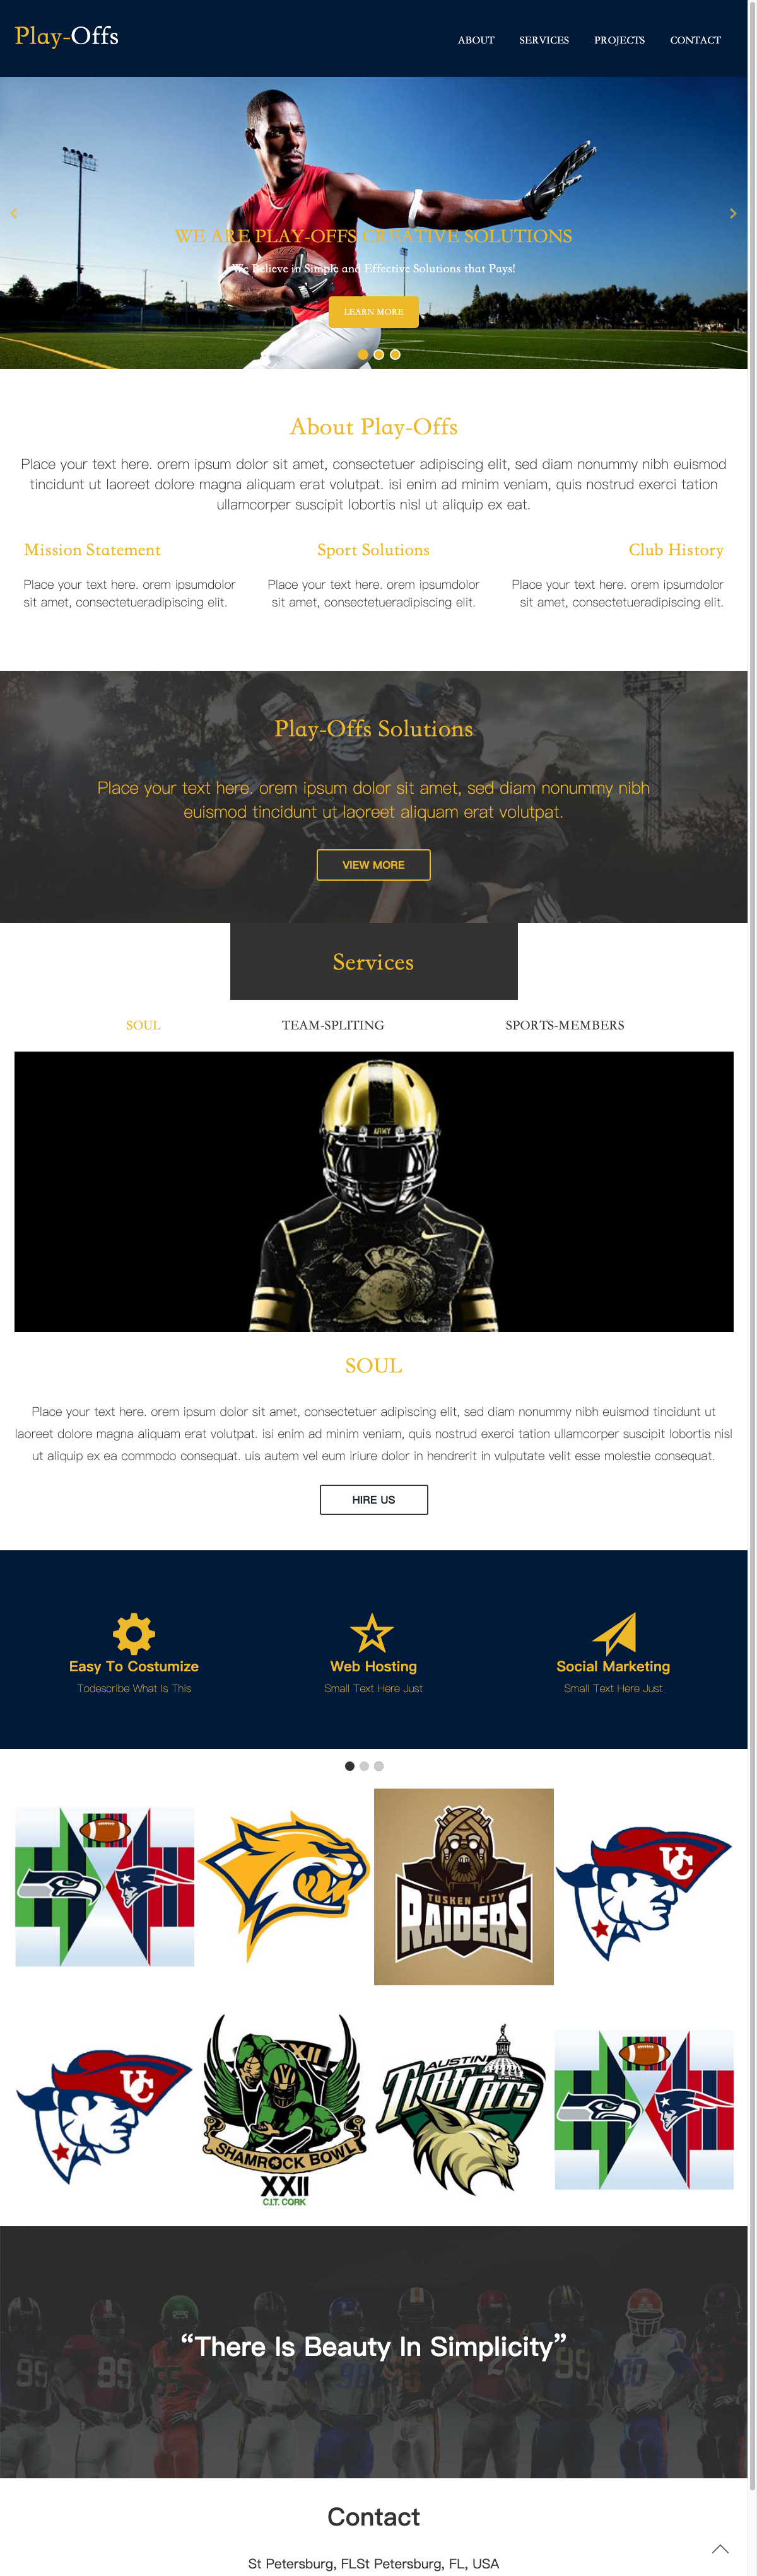 Play-Offs
ABOUT SERVICES PROJECTS CONTACT
WE ARE PLAY-OFFS CREATIVE SOLUTIONS
We Believe in Simple and Effective Solutions that Pays!
LEARN MORE
About Play-Offs
Place your text here. orem ipsum dolor sit amet, consectetuer adipiscing elit, sed diam nonummy nibh euismod
tincidunt ut laoreet dolore magna aliquam erat volutpat. isi enim ad minim veniam, quis nostrud exerci tation
ullamcorper suscipit lobortis nisl ut aliquip ex eat.
Mission Statement
Place your text here. orem ipsumdolor
sit amet, consectetueradipiscing elit.
Sport Solutions
Place your text here. orem ipsumdolor
sit amet, consectetueradipiscing elit.
Club History
Place your text here. orem ipsumdolor
sit amet, consectetueradipiscing elit.
Play-Offs Solutions
Place your text here. orem ipsum dolor sit amet, sed diam nonummy nibh
euismod tincidunt ut laoreet aliquam erat volutpat.
VIEW MORE
Services
SOUL TEAM-SPLITING SPORTS-MEMBERS
ARMY
SOUL
Place your text here. orem ipsum dolor sit amet, consectetuer adipiscing elit, sed diam nonummy nibh euismod tincidunt ut
laoreet dolore magna aliquam erat volutpat. isi enim ad minim veniam, quis nostrud exerci tation ullamcorper suscipit lobortis nisl
ut aliquip ex ea commodo consequat. uis autem vel eum iriure dolor in hendrerit in vulputate velit esse molestie consequat.
HIRE US
Easy To Costumize
Todescribe What Is This
Web Hosting
Small Text Here Just
Social Marketing
Small Text Here Just
TUSKEN CITY
RAIDERS
UC
UC
XXII
SHAMROCK BOWL
XXII
C.I.T. CORK
AUSTIN
TURFCATS
99 99 55 98 89 00
“There Is Beauty In Simplicity”
Contact
St Petersburg, FLSt Petersburg, FL, USA